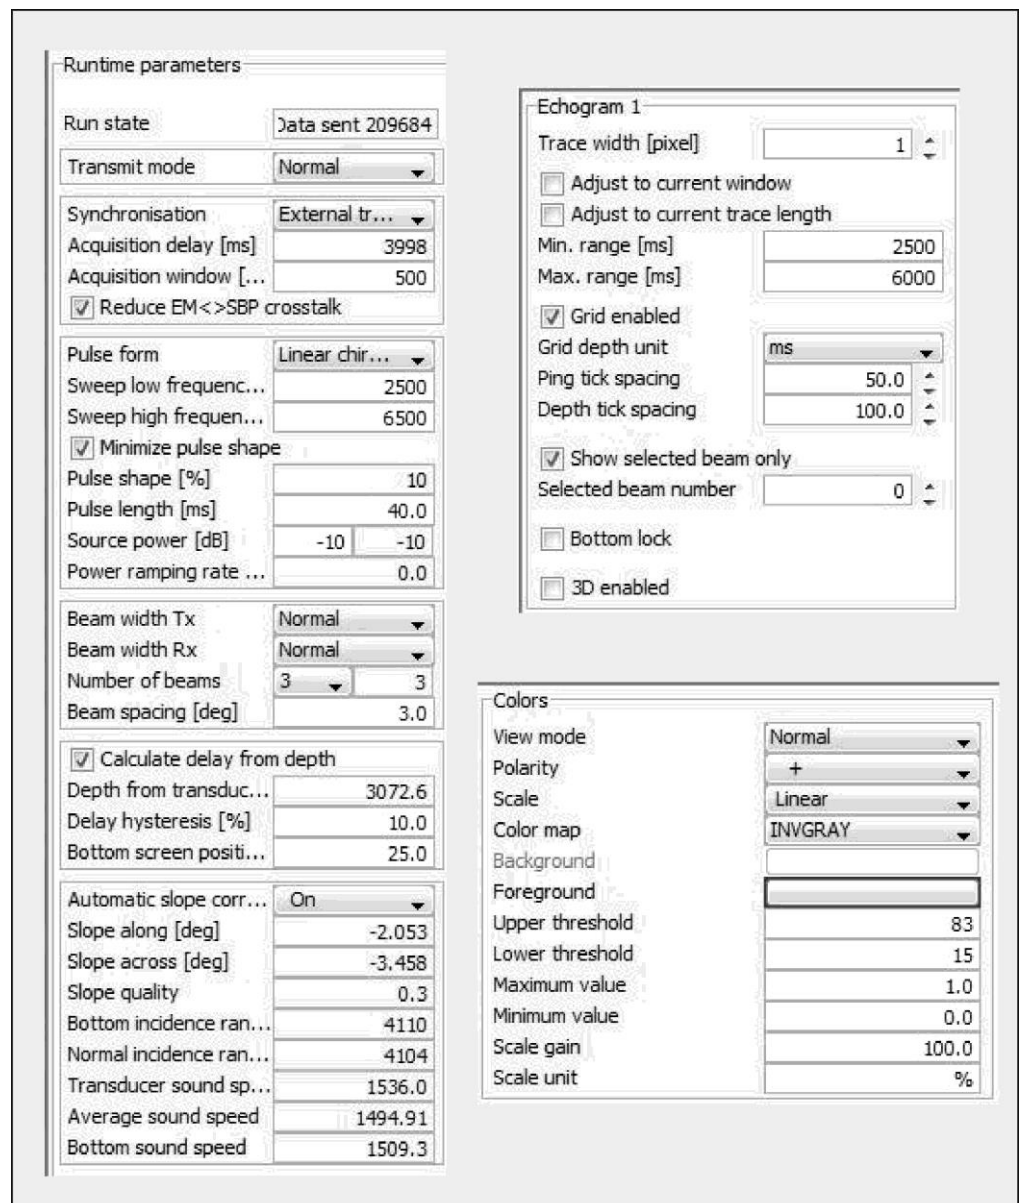 Runtime parameters
Run state Data sent 209684
Transmit mode Normal
Synchronisation External tr...
Acquisition delay [ms] 3998
Acquisition window [... 500
Reduce EM<>SBP crosstalk
Pulse form Linear chir...
Sweep low frequenc... 2500
Sweep high frequen... 6500
Minimize pulse shape
Pulse shape [%] 10
Pulse length [ms] 40.0
Source power [dB] -10 -10
Power ramping rate ... 0.0
Beam width Tx Normal
Beam width Rx Normal
Number of beams 3 3
Beam spacing [deg] 3.0
Calculate delay from depth
Depth from transduc... 3072.6
Delay hysteresis [%] 10.0
Bottom screen positi... 25.0
Automatic slope corr... On
Slope along [deg] -2.053
Slope across [deg] -3.458
Slope quality 0.3
Bottom incidence ran... 4110
Normal incidence ran... 4104
Transducer sound sp... 1536.0
Average sound speed 1494.91
Bottom sound speed 1509.3
Echogram 1
Trace width [pixel] 1
Adjust to current window
Adjust to current trace length
Min. range [ms] 2500
Max. range [ms] 6000
Grid enabled
Grid depth unit ms
Ping tick spacing 50.0
Depth tick spacing 100.0
Show selected beam only
Selected beam number 0
Bottom lock
3D enabled
Colors
View mode Normal
Polarity +
Scale Linear
Color map INVGRAY
Background
Foreground
Upper threshold 83
Lower threshold 15
Maximum value 1.0
Minimum value 0.0
Scale gain 100.0
Scale unit %